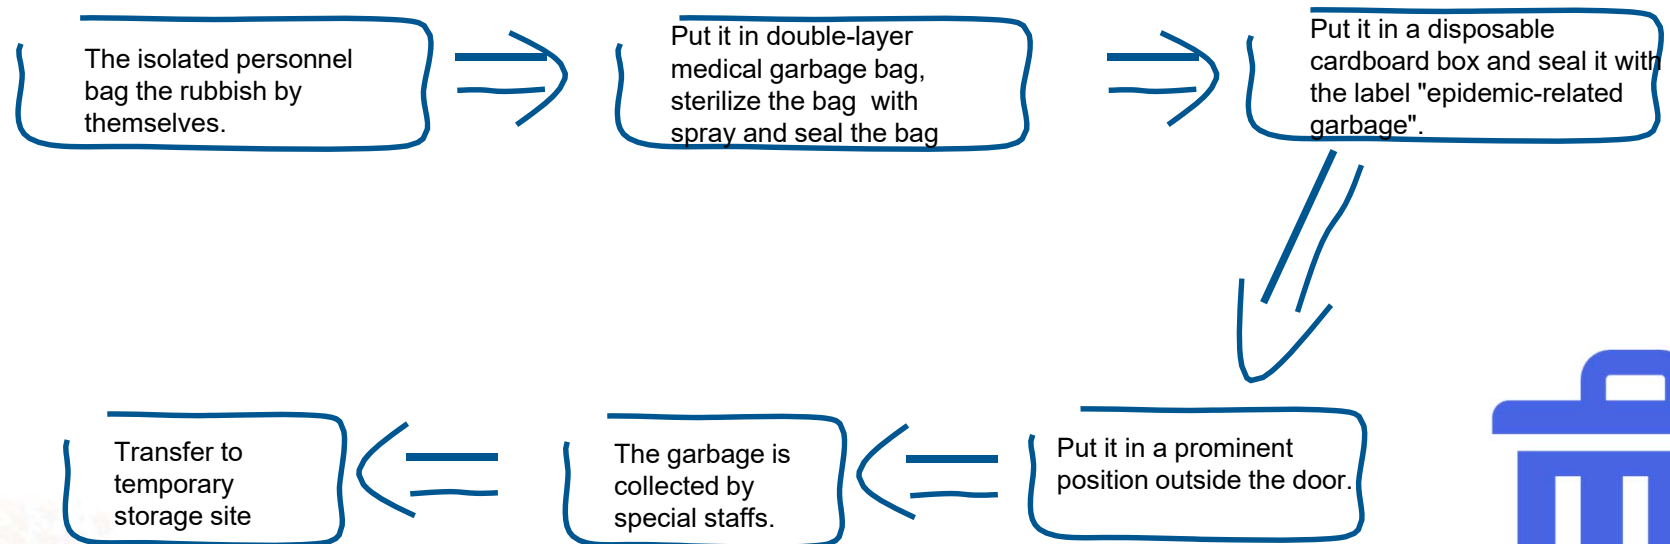 The isolated personnel
bag the rubbish by
themselves.
Put it in double-layer
medical garbage bag,
sterilize the bag  with
spray and seal the bag
Put it in a disposable
cardboard box and seal it with
the label "epidemic-related
garbage".
Put it in a prominent
position outside the door.
The garbage is
collected by
special staffs.
Transfer to
temporary
storage site